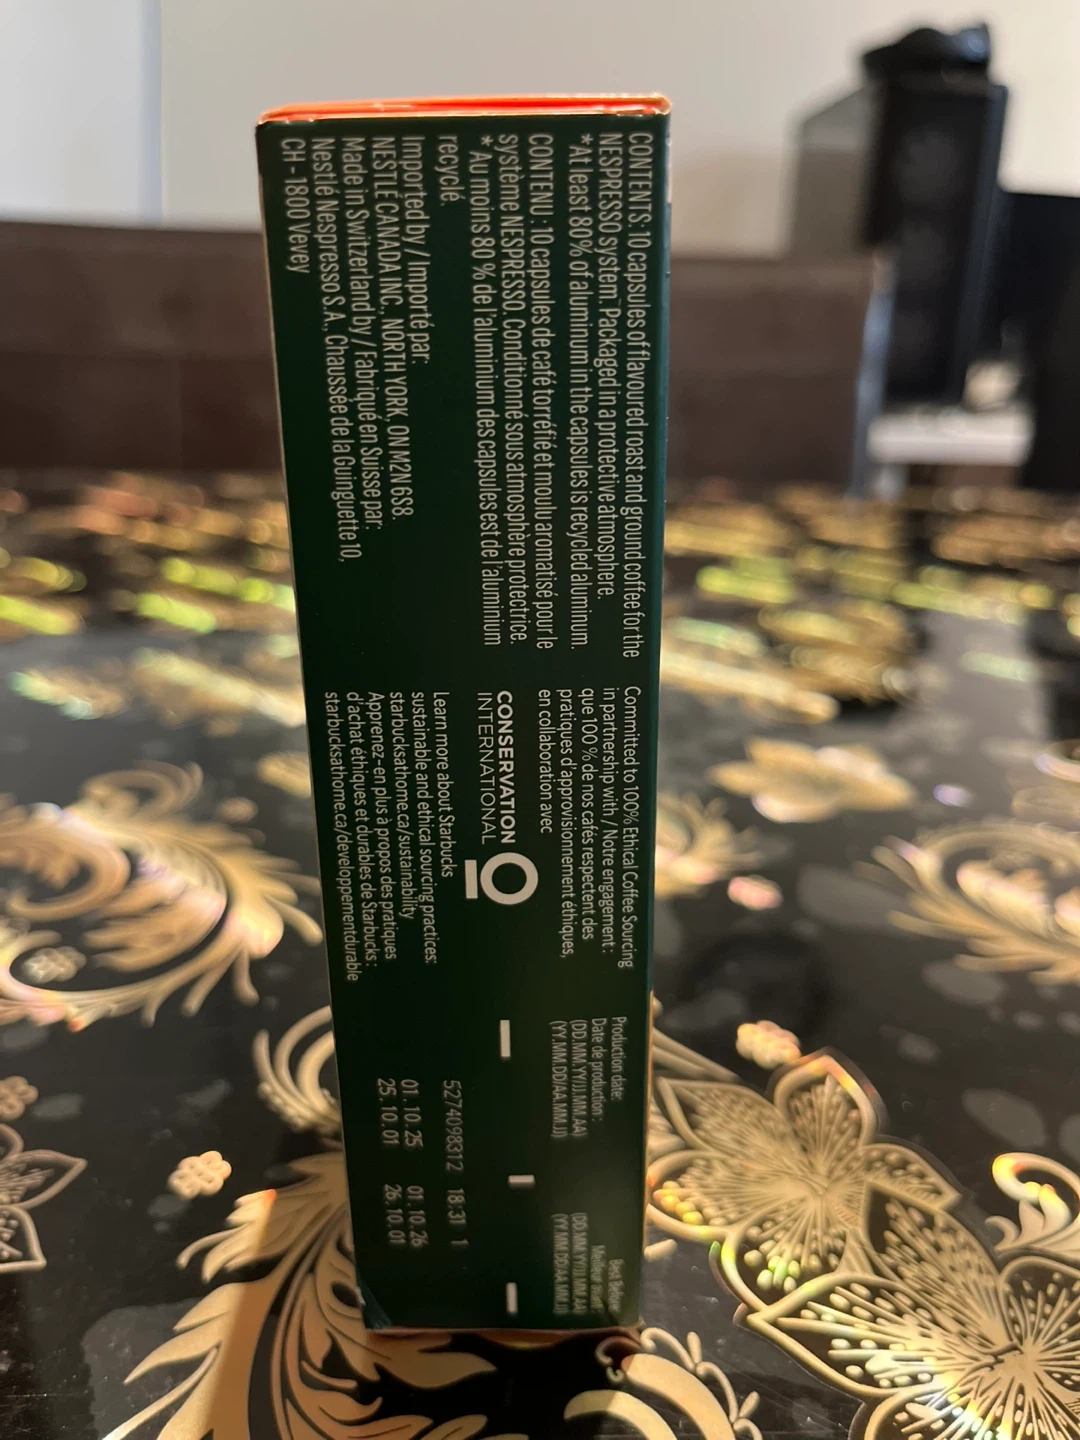 CONTENTS: 10 capsules of flavoured roast and ground coffee for the
NESPRESSO system. Packaged in a protective atmosphere.
*At least 80% of aluminum in the capsules is recycled aluminum.
CONTENU : 10 capsules de café torréfié et moulu aromatisé pour le
système NESPRESSO. Conditionné sous atmosphère protectrice.
* Au moins 80 % de l'aluminium des capsules est de l'aluminium
recyclé.
Imported by / Importé par:
NESTLÉ CANADA INC., NORTH YORK, ON M2N 6S8.
Made in Switzerland by / Fabriqué en Suisse par:
Nestlé Nespresso S.A., Chaussée de la Guinguette 10,
CH - 1800 Vevey
Committed to 100% Ethical Coffee Sourcing
in partnership with / Notre engagement :
que 100 % de nos cafés respectent des
pratiques d'approvisionnement éthiques,
en collaboration avec
CONSERVATION
INTERNATIONAL
Learn more about Starbucks
sustainable and ethical sourcing practices:
starbucksathome.ca/sustainability
Apprenez-en plus à propos des pratiques
d'achat éthiques et durables de Starbucks :
starbucksathome.ca/developpementdurable
Production date:
Date de production :
(DD.MM.YY/JJ.MM.AA)
(YY.MM.DD/AA.MM.JJ)
Best Before
Meilleur avant
(DD.MM.YY/JJ.MM.AA)
(YY.MM.DD/AA.MM.JJ)
5274098312 18:31 1
01.10.25 01.10.26
25.10.01 26.10.01